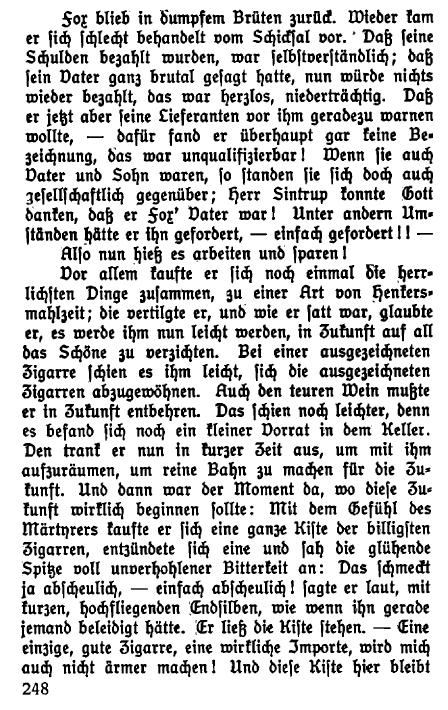 Fox blieb in dumpfem Brüten zurück. Wieder kam
er sich schlecht behandelt vom Schicksal vor. Daß seine
Schulden bezahlt wurden, war selbstverständlich; daß
sein Vater ganz brutal gesagt hatte, nun würde nichts
wieder bezahlt, das war herzlos, niederträchtig. Daß
er jetzt aber seine Lieferanten vor ihm geradezu warnen
wollte, — dafür fand er überhaupt gar keine Be-
zeichnung, das war unqualifizierbar! Wenn sie auch
Vater und Sohn waren, so standen sie sich doch auch
gesellschaftlich gegenüber; Herr Sintrup konnte Gott
danken, daß er Fox' Vater war! Unter andern Um-
ständen hätte er ihn gefordert, — einfach gefordert!! —
Also nun hieß es arbeiten und sparen!
Vor allem kaufte er sich noch einmal die herr-
lichsten Dinge zusammen, zu einer Art von Henkers-
mahlzeit; die vertilgte er, und wie er satt war, glaubte
er, es werde ihm nun leicht werden, in Zukunft auf all
das Schöne zu verzichten. Bei einer ausgezeichneten
Zigarre schien es ihm leicht, sich die ausgezeichneten
Zigarren abzugewöhnen. Auch den teuren Wein mußte
er in Zukunft entbehren. Das schien noch leichter, denn
es befand sich noch ein kleiner Vorrat in dem Keller.
Den trank er nun in kurzer Zeit aus, um mit ihm
aufzuräumen, um reine Bahn zu machen für die Zu-
kunft. Und dann war der Moment da, wo diese Zu-
kunft wirklich beginnen sollte: Mit dem Gefühl des
Märtyrers kaufte er sich eine ganze Kiste der billigsten
Zigarren, entzündete sich eine und sah die glühende
Spitze voll unverhohlener Bitterkeit an: Das schmeckt
ja abscheulich, — einfach abscheulich! sagte er laut, mit
kurzen, hochfliegenden Endsilben, wie wenn ihn gerade
jemand beleidigt hätte. Er ließ die Kiste stehen. — Eine
einzige, gute Zigarre, eine wirkliche Importe, wird mich
auch nicht ärmer machen! Und diese Kiste hier bleibt
248